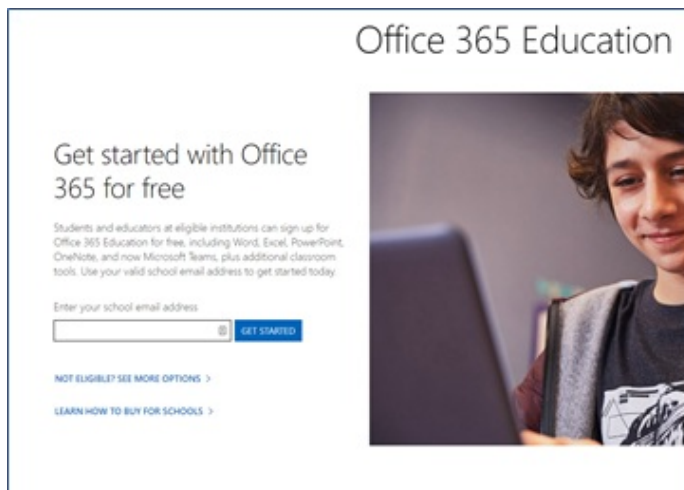 Office 365 Education
Get started with Office
365 for free
Students and educators at eligible institutions can sign up for
Office 365 Education for free, including Word, Excel, PowerPoint,
OneNote, and now Microsoft Teams, plus additional classroom
tools. Use your valid school email address to get started today.
Enter your school email address
GET STARTED
NOT ELIGIBLE? SEE MORE OPTIONS >
LEARN HOW TO BUY FOR SCHOOLS >